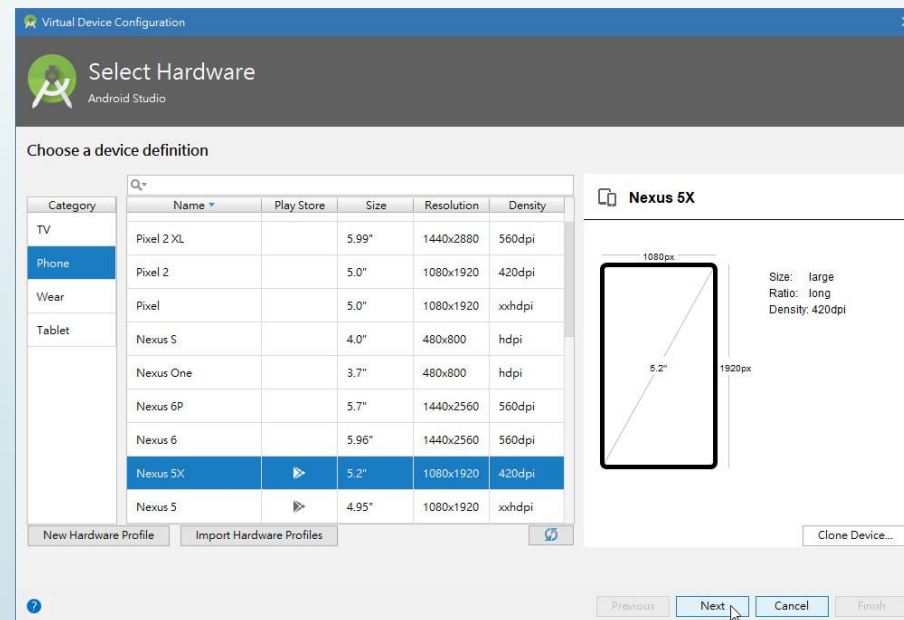 Virtual Device Configuration
Select Hardware
Android Studio
Choose a device definition
Category
TV
Phone
Wear
Tablet
Name Play Store Size Resolution Density
Pixel 2 XL 5.99" 1440x2880 560dpi
Pixel 2 5.0" 1080x1920 420dpi
Pixel 5.0" 1080x1920 xxhdpi
Nexus S 4.0" 480x800 hdpi
Nexus One 3.7" 480x800 hdpi
Nexus 6P 5.7" 1440x2560 560dpi
Nexus 6 5.96" 1440x2560 560dpi
Nexus 5X 5.2" 1080x1920 420dpi
Nexus 5 4.95" 1080x1920 xxhdpi
New Hardware Profile Import Hardware Profiles
Nexus 5X
1080px
Size: large
Ratio: long
Density: 420dpi
5.2" 1920px
Clone Device...
? Previous Next Cancel Finish